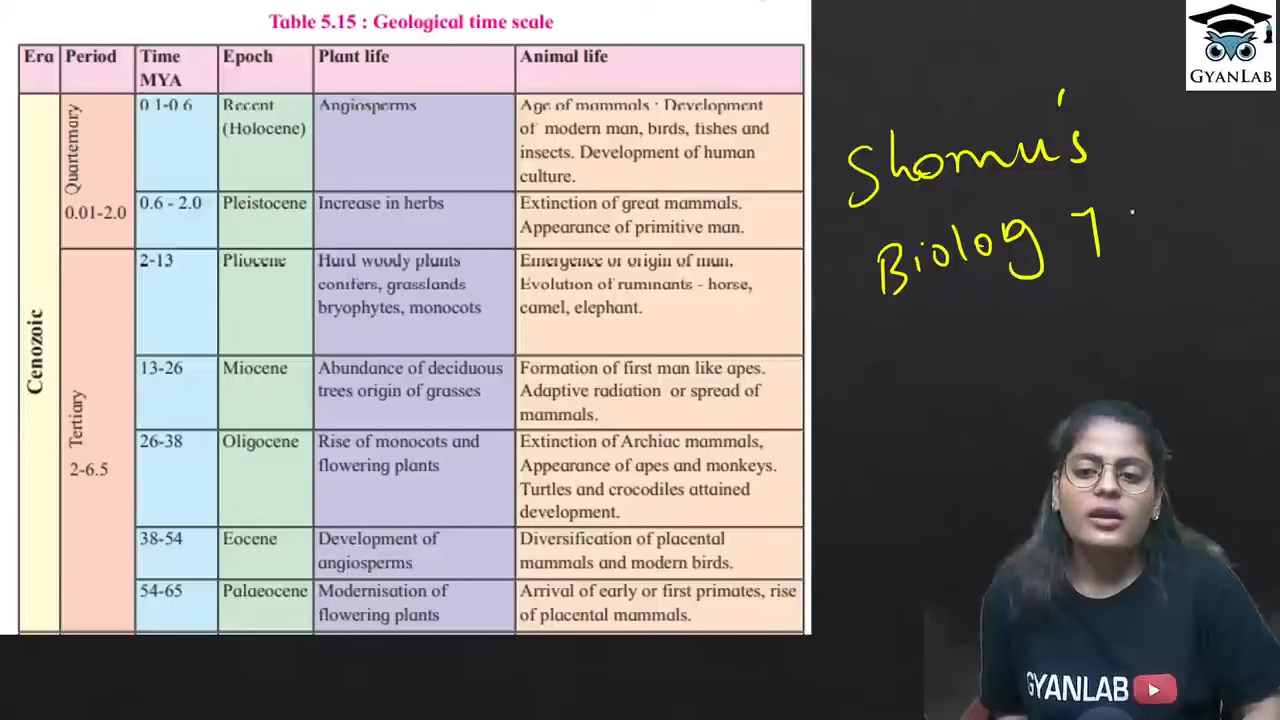 Table 5.15 : Geological time scale
Era Period Time MYA Epoch Plant life Animal life
Cenozoic
Quarternary
0.01-2.0
0.1-0.6 Recent (Holocene) Angiosperms Age of mammals : Development of modern man, birds, fishes and insects. Development of human culture.
0.6 - 2.0 Pleistocene Increase in herbs Extinction of great mammals. Appearance of primitive man.
Tertiary
2-6.5
2-13 Pliocene Hard woody plants conifers, grasslands bryophytes, monocots Emergence or origin of man. Evolution of ruminants - horse, camel, elephant.
13-26 Miocene Abundance of deciduous trees origin of grasses Formation of first man like apes. Adaptive radiation or spread of mammals.
26-38 Oligocene Rise of monocots and flowering plants Extinction of Archiac mammals, Appearance of apes and monkeys. Turtles and crocodiles attained development.
38-54 Eocene Development of angiosperms Diversification of placental mammals and modern birds.
54-65 Palaeocene Modernisation of flowering plants Arrival of early or first primates, rise of placental mammals.
GYANLAB
Shomu's
Biolog
GYANLAB